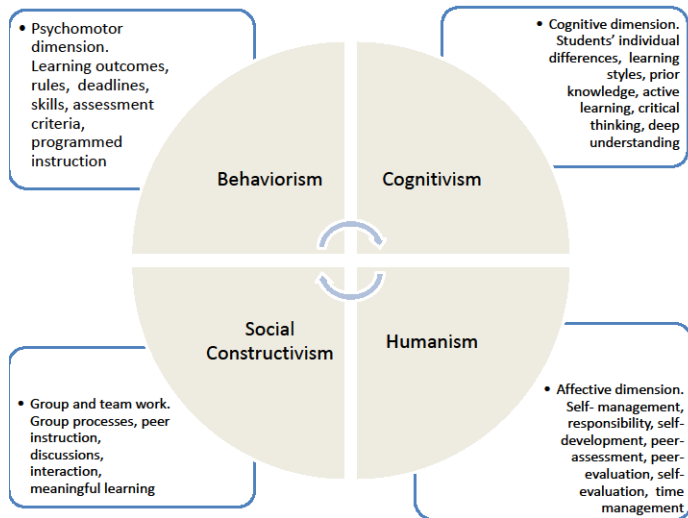 • Psychomotor
dimension.
Learning outcomes,
rules, deadlines,
skills, assessment
criteria,
programmed
instruction
• Cognitive dimension.
Students’ individual
differences, learning
styles, prior
knowledge, active
learning, critical
thinking, deep
understanding
Behaviorism
Cognitivism
Social
Constructivism
Humanism
• Group and team work.
Group processes, peer
instruction,
discussions,
interaction,
meaningful learning
• Affective dimension.
Self- management,
responsibility, self-
development, peer-
assessment, peer-
evaluation, self-
evaluation, time
management